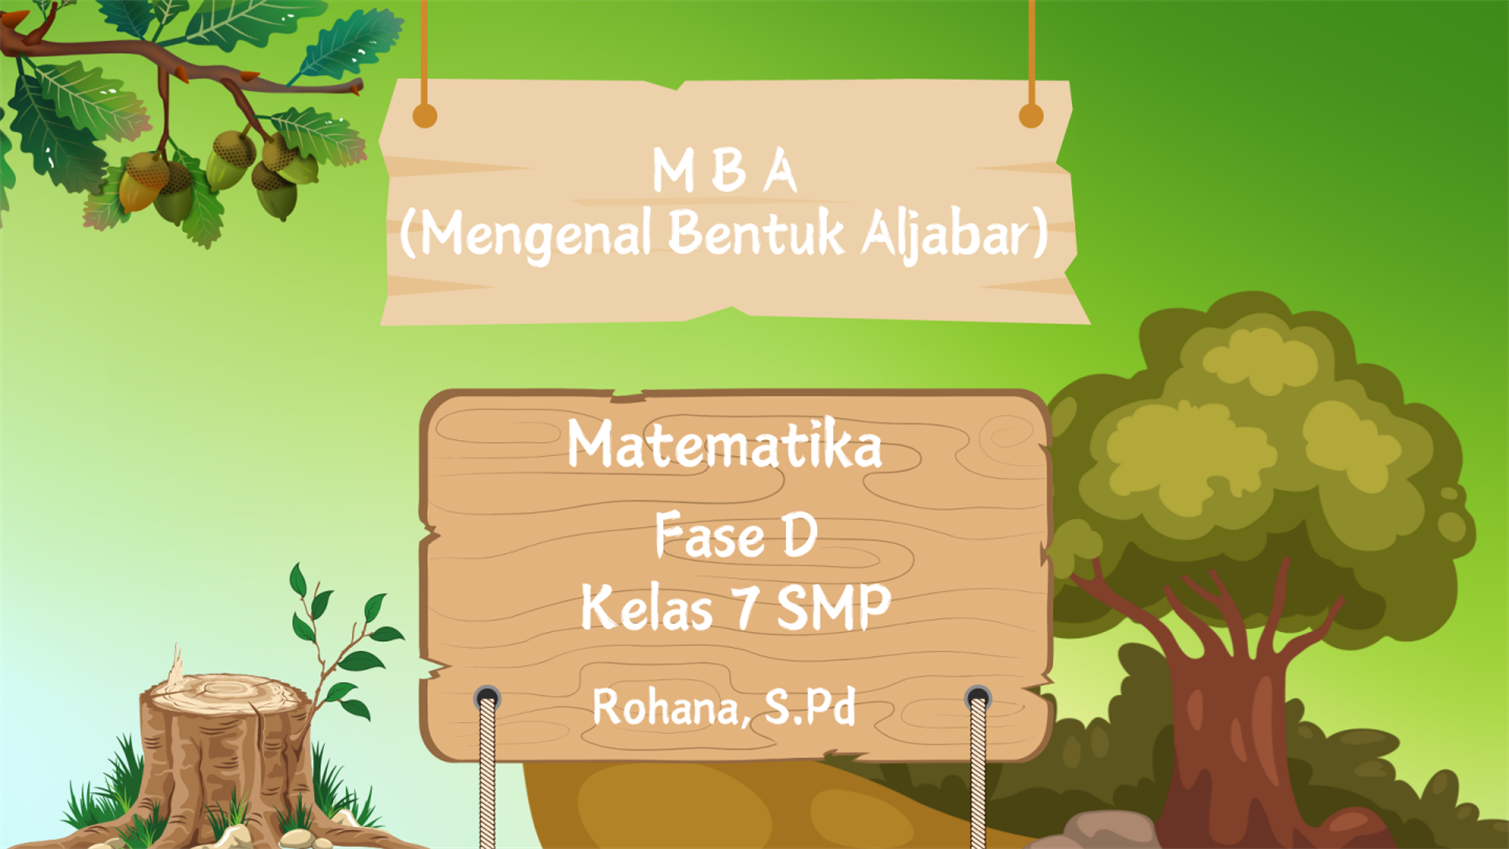 M B A
(Mengenal Bentuk Aljabar)
Matematika
Fase D
Kelas 7 SMP
Rohana, S.Pd